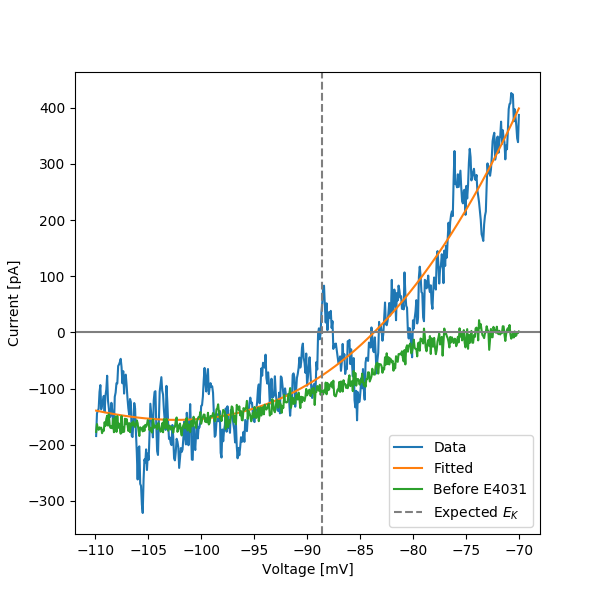 400
300
200
100
0
−100
−200
−300
Current [pA]
−110 −105 −100 −95 −90 −85 −80 −75 −70
Voltage [mV]
Data
Fitted
Before E4031
Expected $E_K$